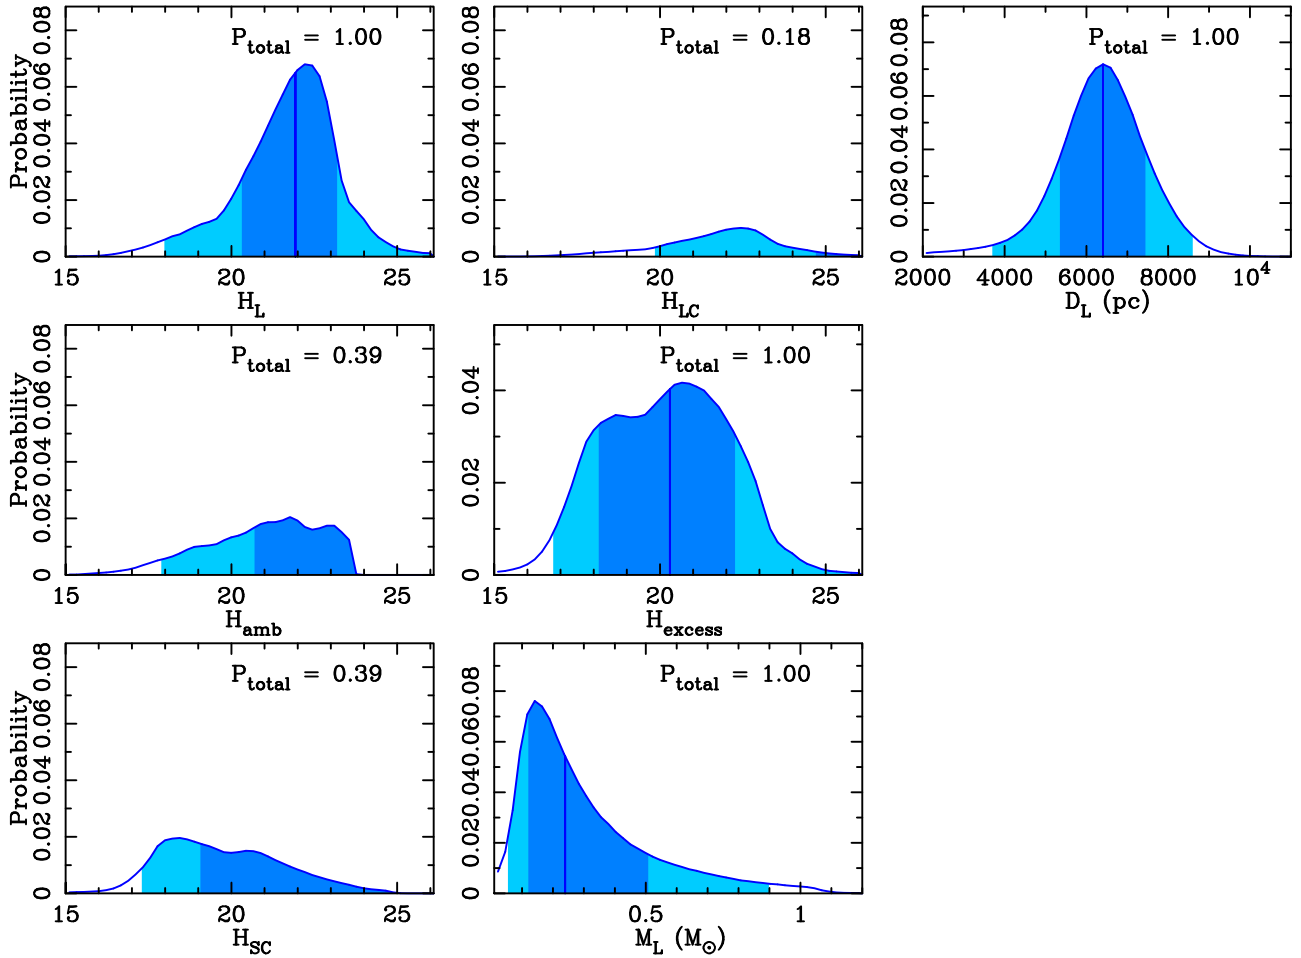 P_total = 1.00
Probability
0 0.02 0.04 0.06 0.08
15 20 25
H_L
P_total = 0.18
0 0.02 0.04 0.06 0.08
15 20 25
H_LC
P_total = 1.00
0 0.02 0.04 0.06 0.08
2000 4000 6000 8000 10⁴
D_L (pc)
P_total = 0.39
Probability
0 0.02 0.04 0.06 0.08
15 20 25
H_amb
P_total = 1.00
0 0.02 0.04
15 20 25
H_excess
P_total = 0.39
Probability
0 0.02 0.04 0.06 0.08
15 20 25
H_SC
P_total = 1.00
0 0.02 0.04 0.06 0.08
0.5 1
M_L (M_⊙)